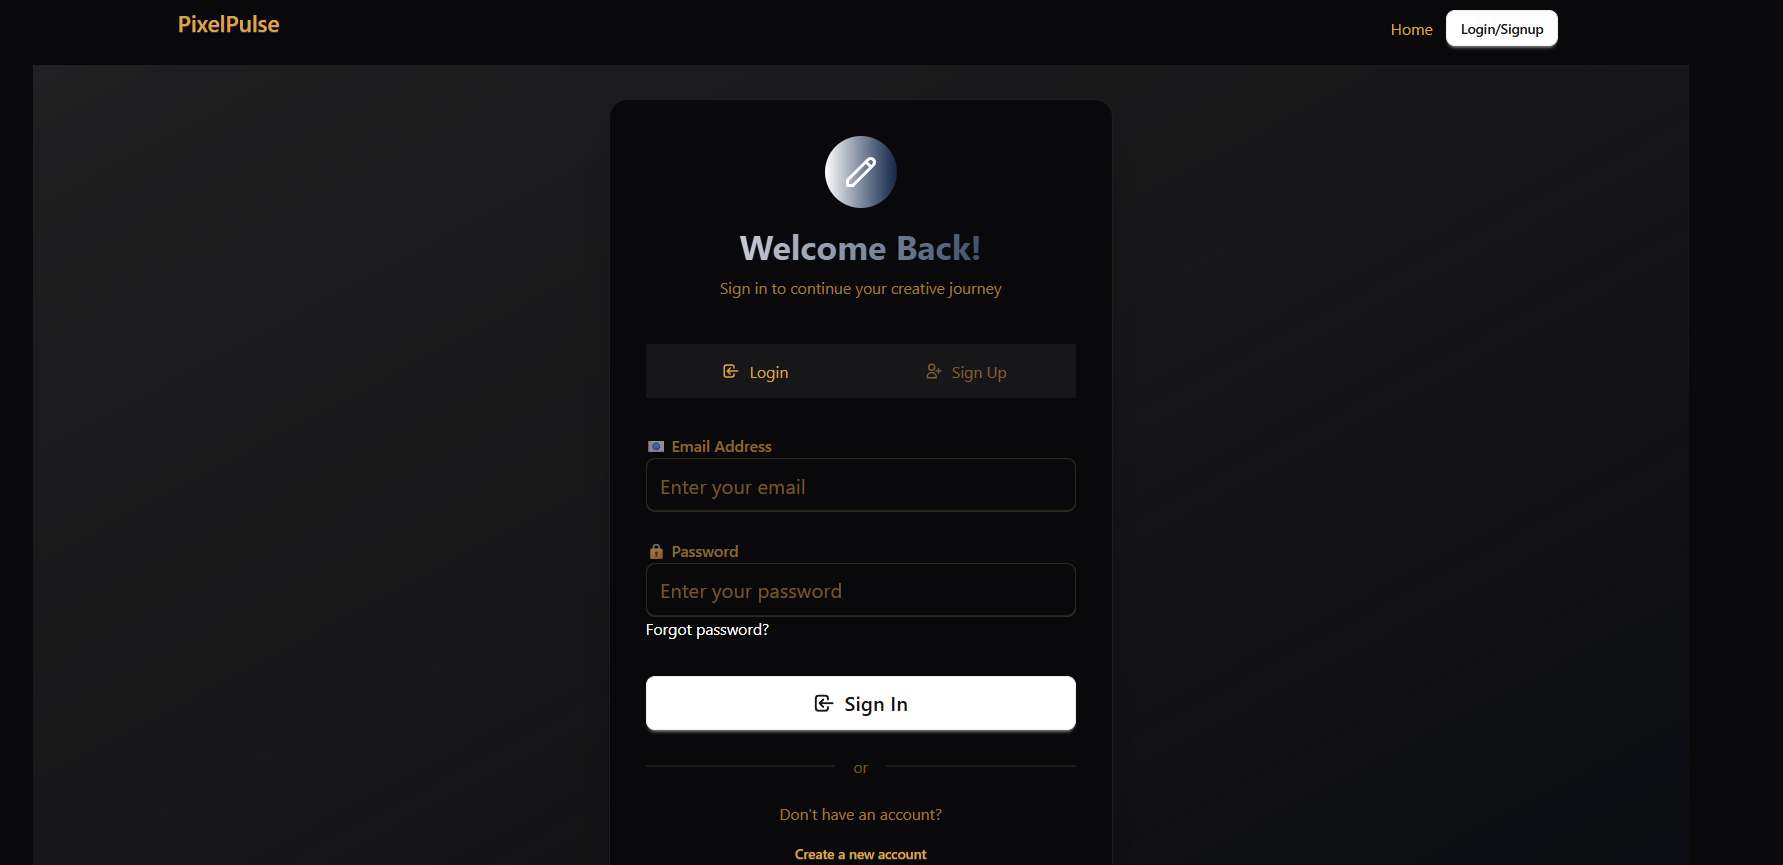 PixelPulse
Home
Login/Signup
Welcome Back!
Sign in to continue your creative journey
Login
Sign Up
Email Address
Enter your email
Password
Enter your password
Forgot password?
Sign In
or
Don't have an account?
Create a new account